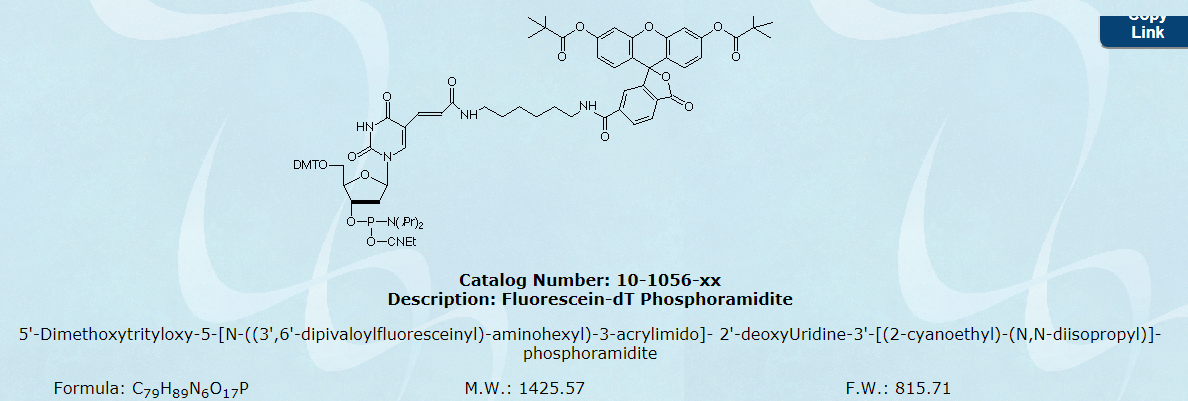 Copy
Link
O
O
O
O
O
O
O
O
O
NH
NH
O
O
HN
O
N
DMTO
O
O–P–N(iPr)2
O–CNEt
Catalog Number: 10-1056-xx
Description: Fluorescein-dT Phosphoramidite
5'-Dimethoxytrityloxy-5-[N-((3',6'-dipivaloylfluoresceinyl)-aminohexyl)-3-acrylimido]- 2'-deoxyUridine-3'-[(2-cyanoethyl)-(N,N-diisopropyl)]-
phosphoramidite
Formula: C79H89N6O17P M.W.: 1425.57 F.W.: 815.71